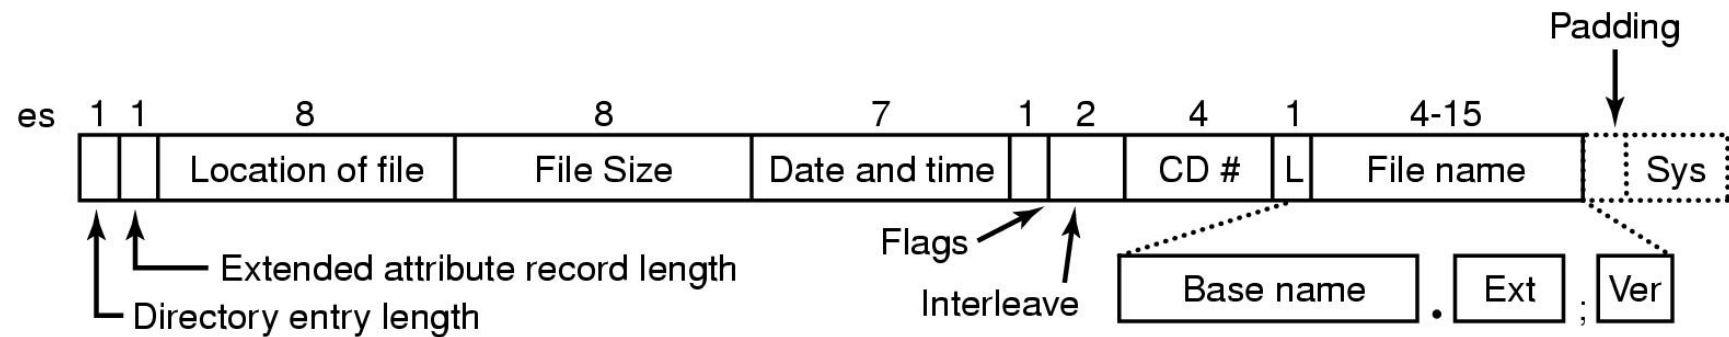 Padding
es 1 1 8 8 7 1 2 4 1 4-15
Location of file File Size Date and time CD # L File name Sys
Flags
Extended attribute record length
Interleave
Base name . Ext ; Ver
Directory entry length